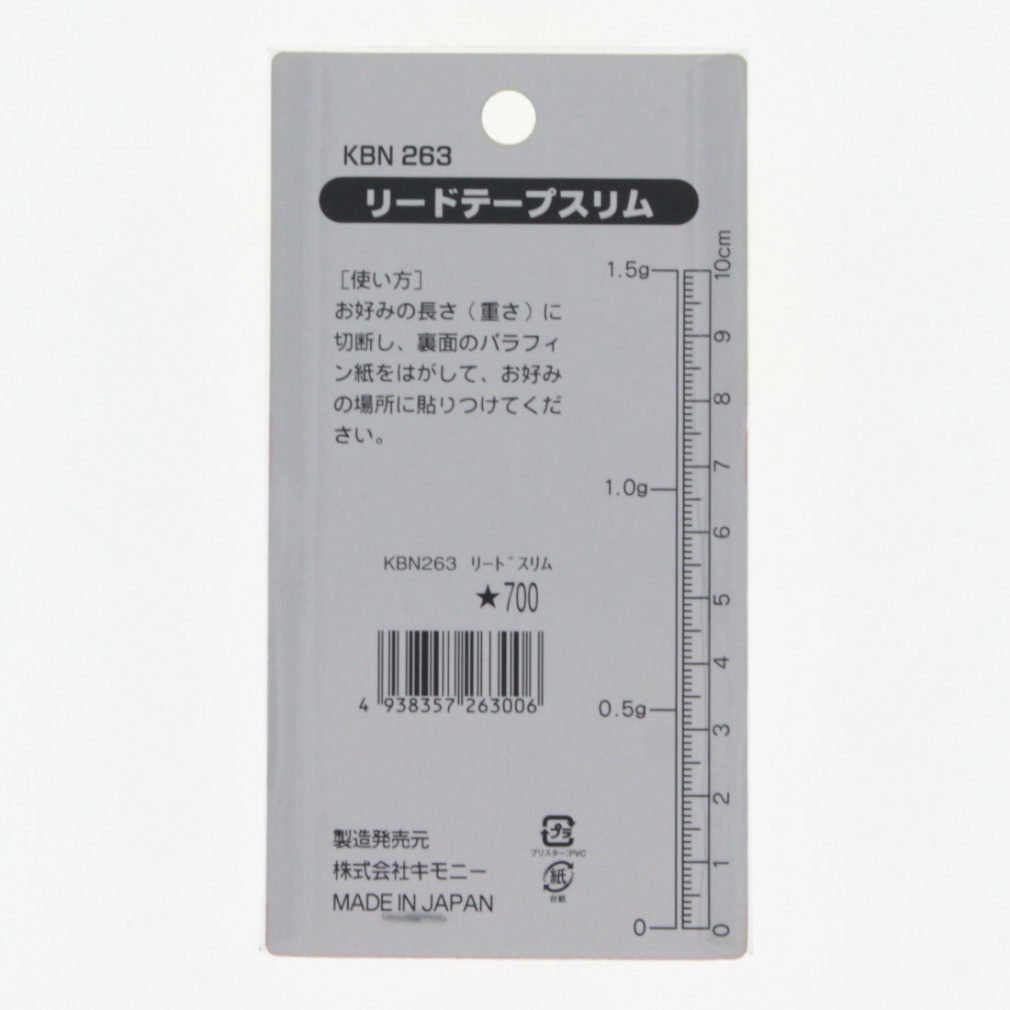 KBN 263
リードテープスリム
［使い方］
お好みの長さ（重さ）に
切断し、裏面のパラフィ
ン紙をはがして、お好み
の場所に貼りつけてくだ
さい。
KBN263 リートﾞスリム
★700
4 938357 263006
製造発売元
株式会社キモニー
MADE IN JAPAN
プラ
ブリスター:PVC
紙
台紙
10cm
1.5g
9
8
7
1.0g
6
5
4
0.5g
3
2
1
0
0